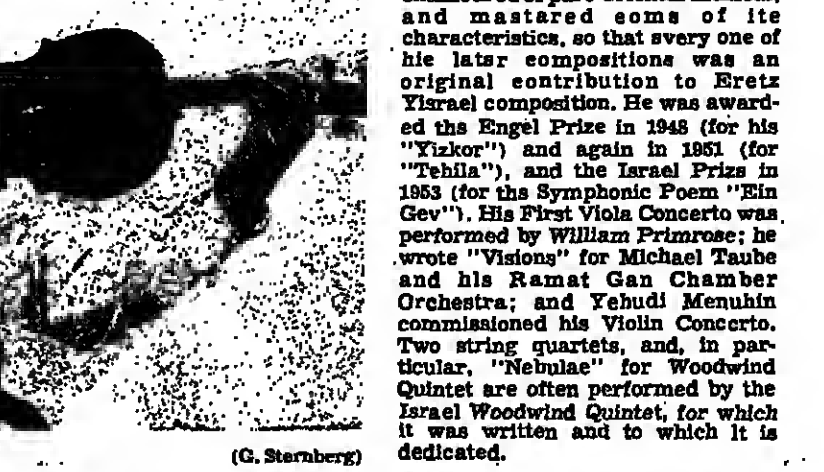 and mastared eoms of ite
characteristics, so that svery one of
hie latsr eompositions was an
original eontribution to Eretz
Yisrael composition. He was award-
ed ths Engel Prize in 1948 (for his
"Yizkor") and again in 1951 (for
"Tehila"), and the Israel Prizs in
1953 (for ths Symphonic Poem "Ein
Gev"). His First Viola Concerto was
performed by William Primrose; he
wrote "Visions" for Michael Taube
and his Ramat Gan Chamber
Orchestra; and Yehudi Menuhin
commissioned his Violin Concerto.
Two string quartets, and, in par-
ticular, "Nebulae" for Woodwind
Quintet are often performed by the
Israel Woodwind Quintet, for which
it was written and to which it is
dedicated.
(G. Sternberg)